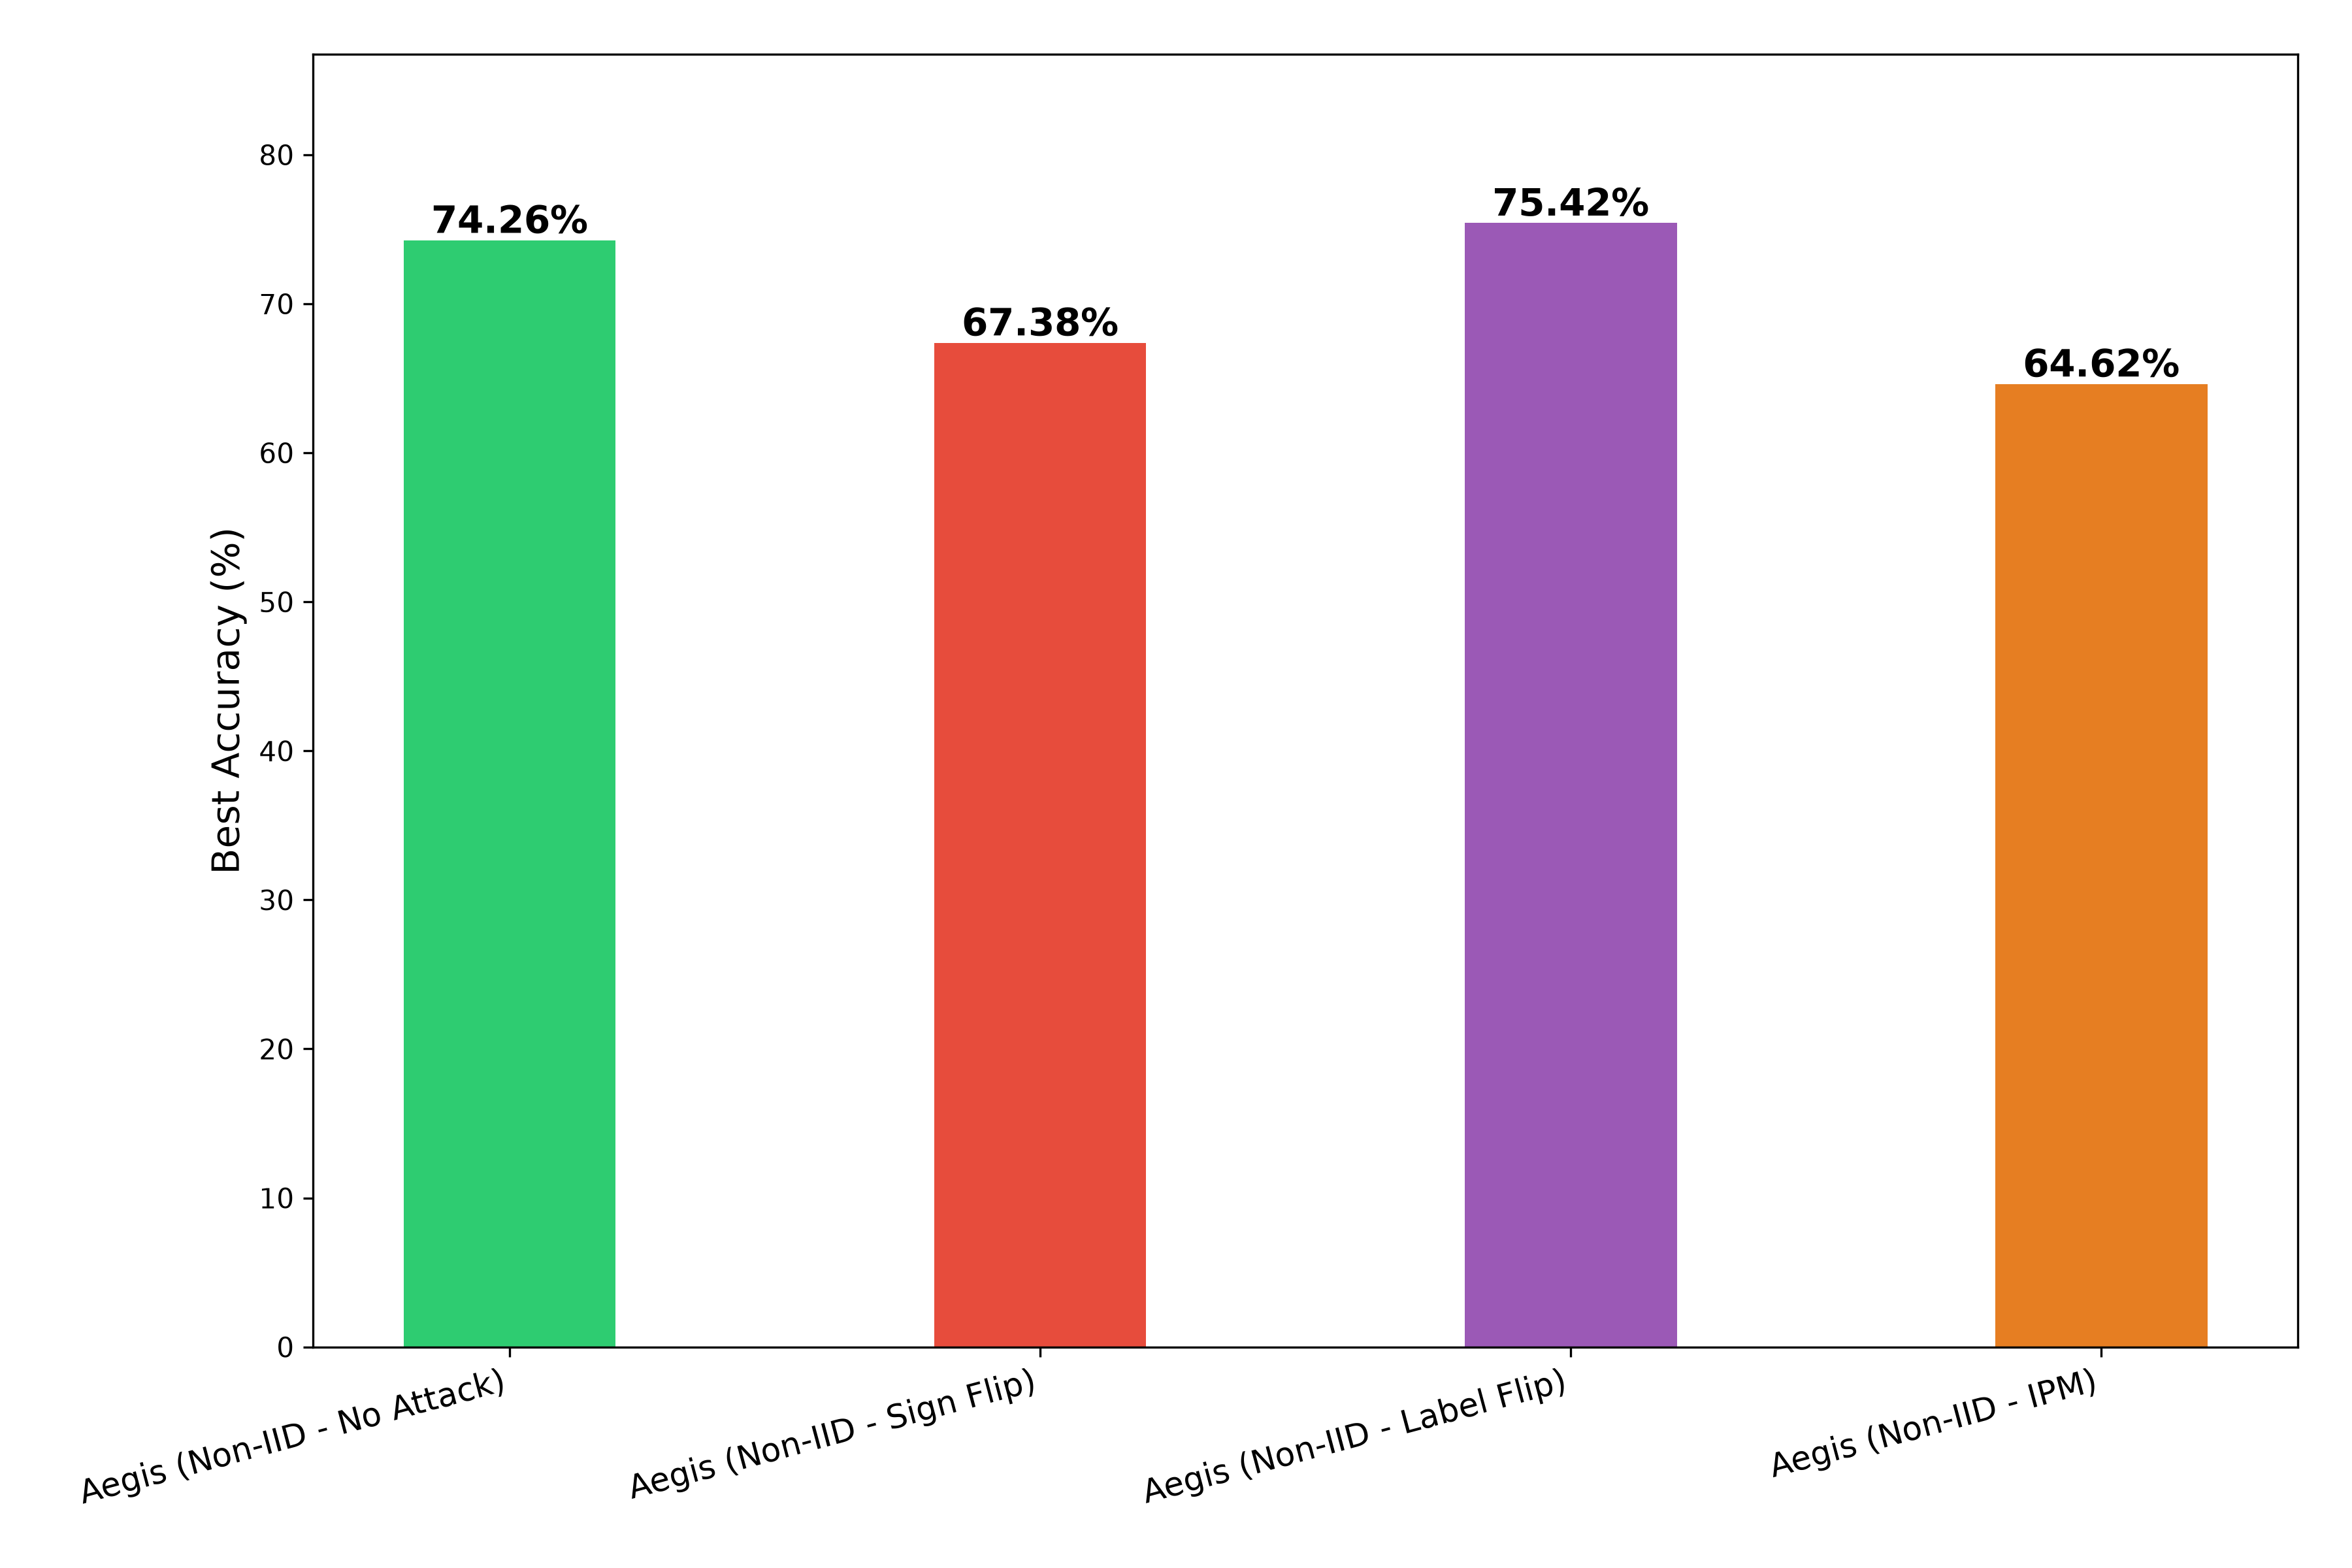 Best Accuracy (%)
80
70
60
50
40
30
20
10
0
74.26%
67.38%
75.42%
64.62%
Aegis (Non-IID - No Attack)
Aegis (Non-IID - Sign Flip)
Aegis (Non-IID - Label Flip)
Aegis (Non-IID - IPM)